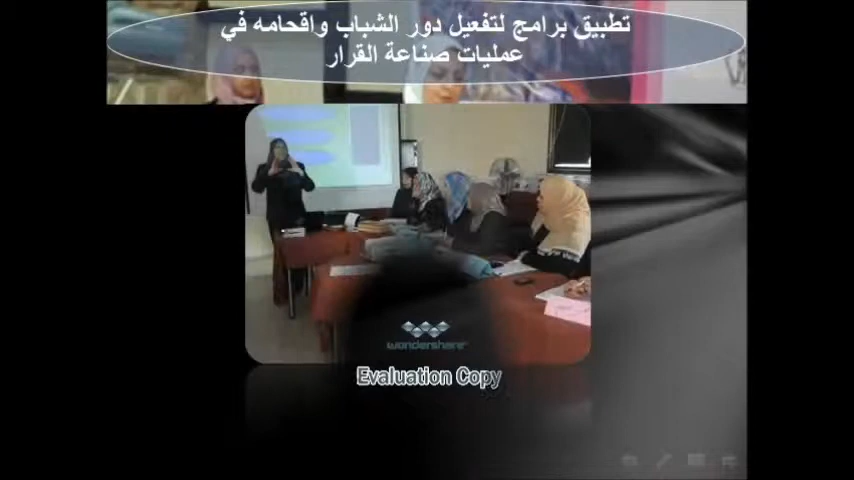 تطبيق برامج لتفعيل دور الشباب واقحامه في
عمليات صناعة القرار
wondershare
Evaluation Copy